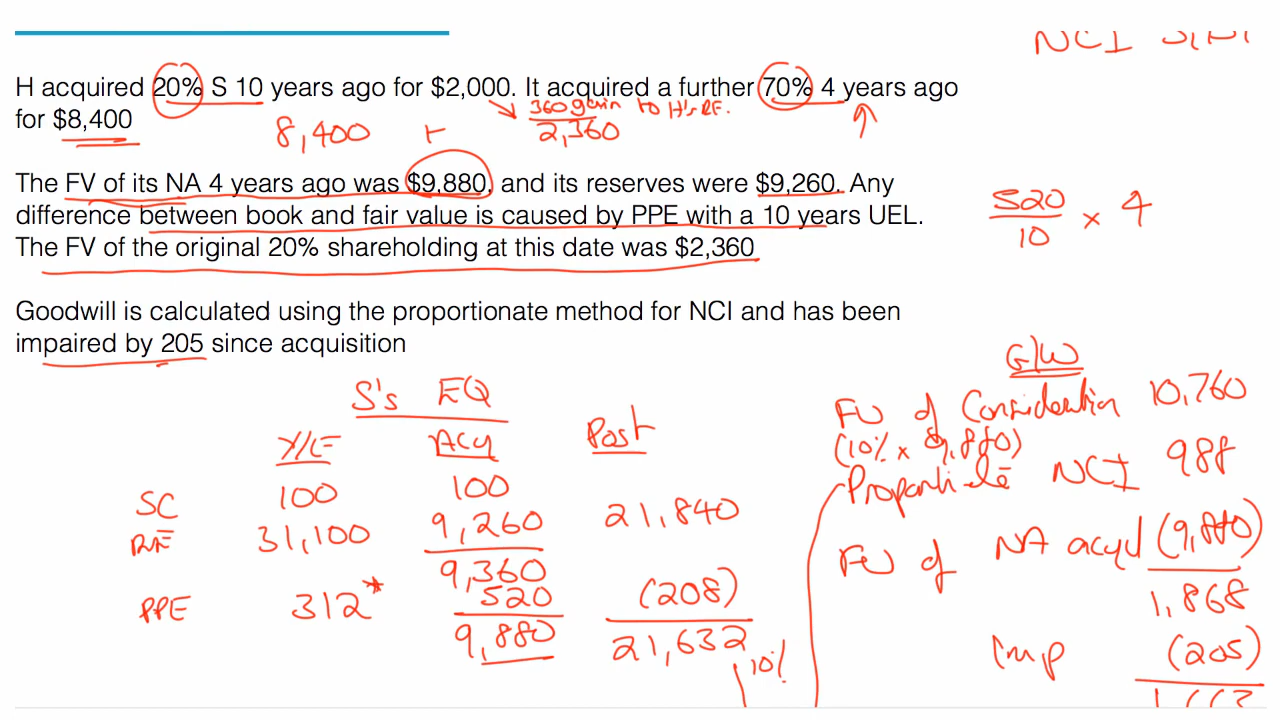 NCI
H acquired 20% S 10 years ago for $2,000. It acquired a further 70% 4 years ago
for $8,400
360 gain to H's RE.
8,400 + 2,360
The FV of its NA 4 years ago was $9,880, and its reserves were $9,260. Any
difference between book and fair value is caused by PPE with a 10 years UEL.
The FV of the original 20% shareholding at this date was $2,360
520
10
x 4
Goodwill is calculated using the proportionate method for NCI and has been
impaired by 205 since acquisition
S's EQ
Y/E ACQ Post
SC 100 100
RE 31,100 9,260 21,840
9,360
PPE 312* 520 (208)
9,880 21,632
10%
G/W
FV of Consideration 10,760
(10% x 9,880)
Proportionate NCI 988
FV of NA acqd (9,880)
1,868
Imp (205)